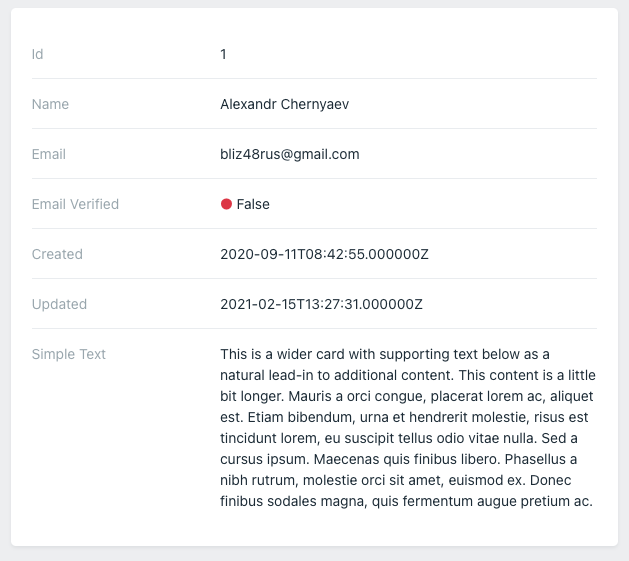 Id 1
Name Alexandr Chernyaev
Email bliz48rus@gmail.com
Email Verified False
Created 2020-09-11T08:42:55.000000Z
Updated 2021-02-15T13:27:31.000000Z
Simple Text This is a wider card with supporting text below as a
natural lead-in to additional content. This content is a little
bit longer. Mauris a orci congue, placerat lorem ac, aliquet
est. Etiam bibendum, urna et hendrerit molestie, risus est
tincidunt lorem, eu suscipit tellus odio vitae nulla. Sed a
cursus ipsum. Maecenas quis finibus libero. Phasellus a
nibh rutrum, molestie orci sit amet, euismod ex. Donec
finibus sodales magna, quis fermentum augue pretium ac.